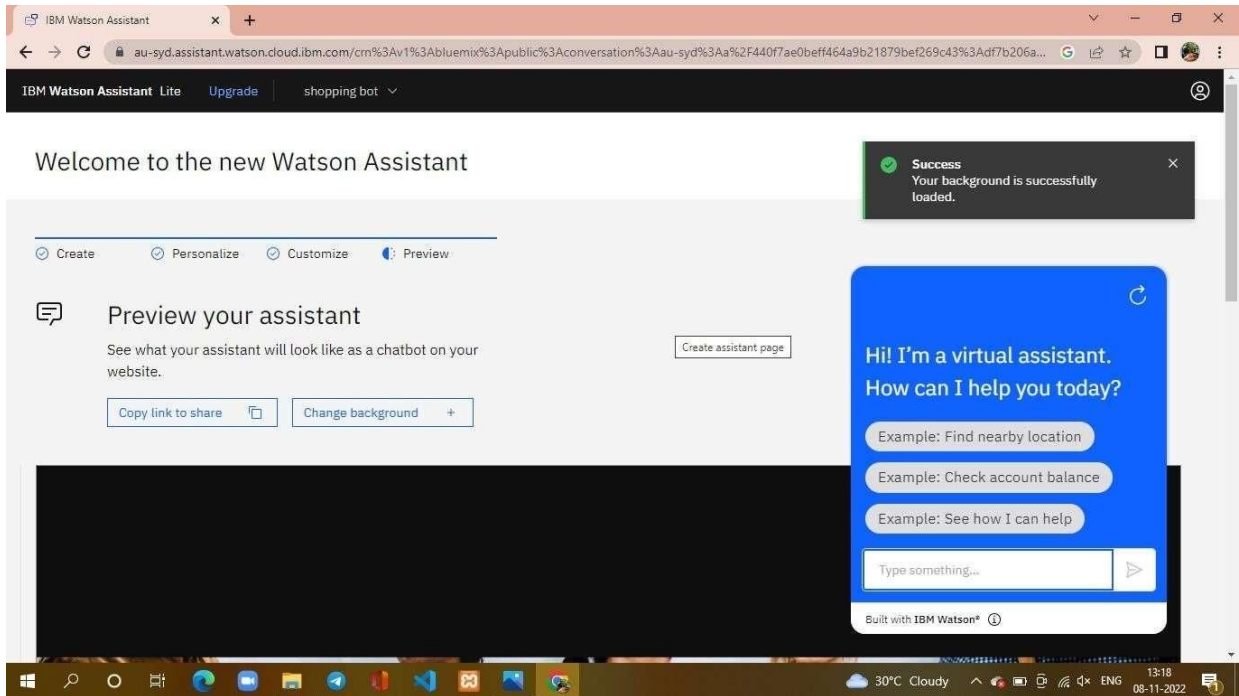 IBM Watson Assistant
au-syd.assistant.watson.cloud.ibm.com/crn%3Av1%3Abluemix%3Apublic%3Aconversation%3Aau-syd%3Aa%2F440f7ae0beff464a9b21879bef269c43%3Adf7b206a...
IBM Watson Assistant Lite Upgrade shopping bot
Welcome to the new Watson Assistant
Success
Your background is successfully
loaded.
Create Personalize Customize Preview
Preview your assistant
See what your assistant will look like as a chatbot on your
website.
Copy link to share Change background +
Create assistant page
Hi! I'm a virtual assistant.
How can I help you today?
Example: Find nearby location
Example: Check account balance
Example: See how I can help
Type something...
Built with IBM Watson®
30°C Cloudy ENG 13:18
08-11-2022